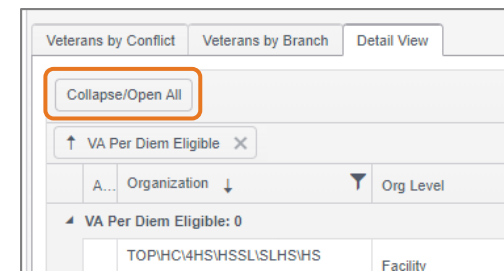 Veterans by Conflict Veterans by Branch Detail View
Collapse/Open All
↑ VA Per Diem Eligible ×
A... Organization ↓ Org Level
VA Per Diem Eligible: 0
TOP\HC\4HS\HSSL\SLHS\HS
Facility